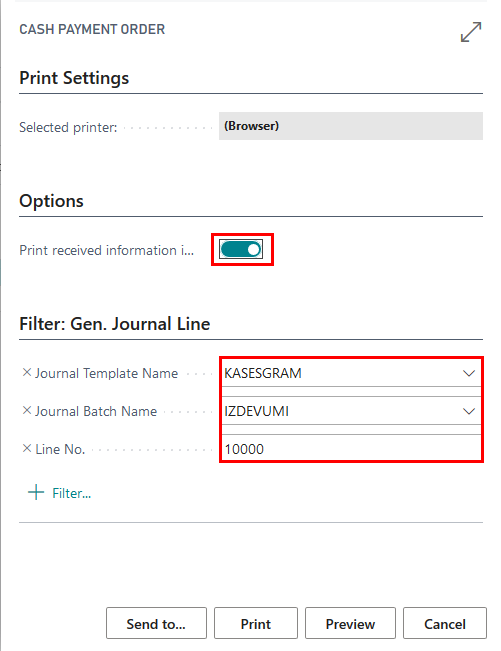 CASH PAYMENT ORDER
Print Settings
Selected printer: (Browser)
Options
Print received information i...
Filter: Gen. Journal Line
Journal Template Name KASESGRAM
Journal Batch Name IZDEVUMI
Line No. 10000
Filter...
Send to... Print Preview Cancel